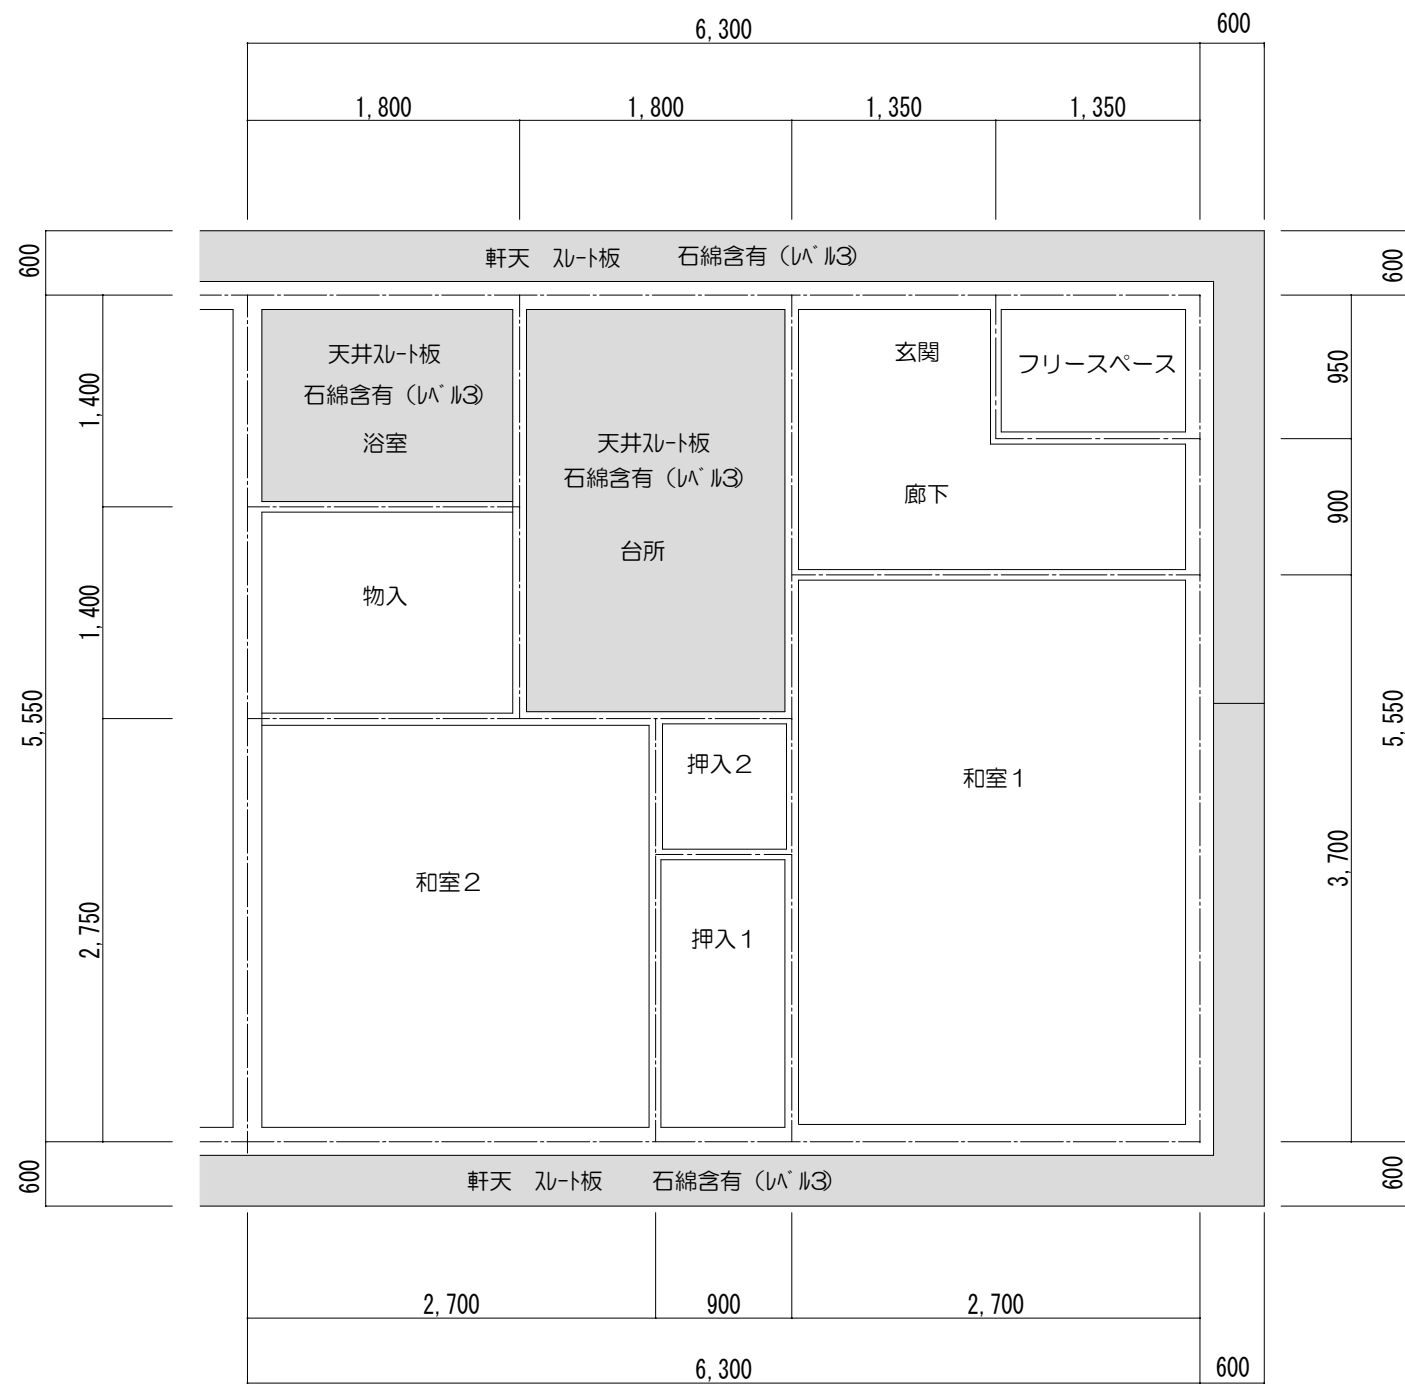 6,300
600
1,800
1,800
1,350
1,350
600
軒天 スレート板 石綿含有(レベル3)
600
天井スレート板
石綿含有(レベル3)
浴室
天井スレート板
石綿含有(レベル3)
台所
玄関
フリースペース
廊下
1,400
950
900
物入
1,400
押入2
和室1
5,550
5,550
和室2
押入1
2,750
3,700
600
軒天 スレート板 石綿含有(レベル3)
600
2,700
900
2,700
6,300
600